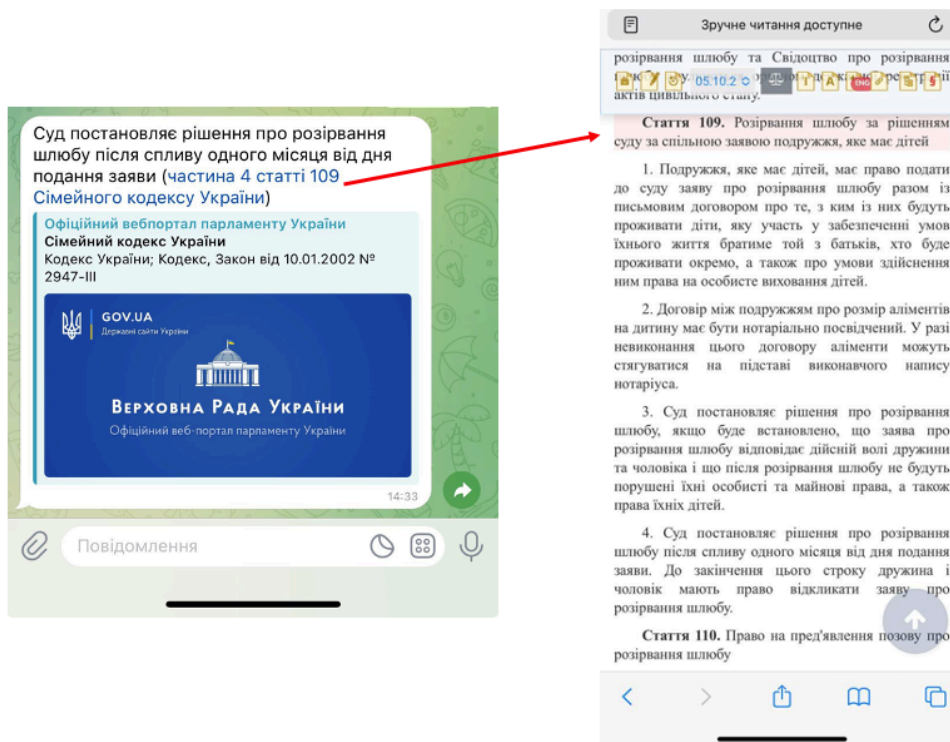 Суд постановляє рішення про розірвання
шлюбу після спливу одного місяця від дня
подання заяви (частина 4 статті 109
Сімейного кодексу України)
Офіційний вебпортал парламенту України
Сімейний кодекс України
Кодекс України; Кодекс, Закон від 10.01.2002 №
2947-III
GOV.UA
Державні сайти України
ВЕРХОВНА РАДА УКРАЇНИ
Офіційний веб-портал парламенту України
14:33
Повідомлення
Зручне читання доступне
розірвання шлюбу та Свідоцтво про розірвання
05.10.2
ENG
актів цивільного стану.
Стаття 109. Розірвання шлюбу за рішенням
суду за спільною заявою подружжя, яке має дітей
1. Подружжя, яке має дітей, має право подати
до суду заяву про розірвання шлюбу разом із
письмовим договором про те, з ким із них будуть
проживати діти, яку участь у забезпеченні умов
їхнього життя братиме той з батьків, хто буде
проживати окремо, а також про умови здійснення
ним права на особисте виховання дітей.
2. Договір між подружжям про розмір аліментів
на дитину має бути нотаріально посвідчений. У разі
невиконання цього договору аліменти можуть
стягуватися на підставі виконавчого напису
нотаріуса.
3. Суд постановляє рішення про розірвання
шлюбу, якщо буде встановлено, що заява про
розірвання шлюбу відповідає дійсній волі дружини
та чоловіка і що після розірвання шлюбу не будуть
порушені їхні особисті та майнові права, а також
права їхніх дітей.
4. Суд постановляє рішення про розірвання
шлюбу після спливу одного місяця від дня подання
заяви. До закінчення цього строку дружина і
чоловік мають право відкликати заяву про
розірвання шлюбу.
Стаття 110. Право на пред'явлення позову про
розірвання шлюбу